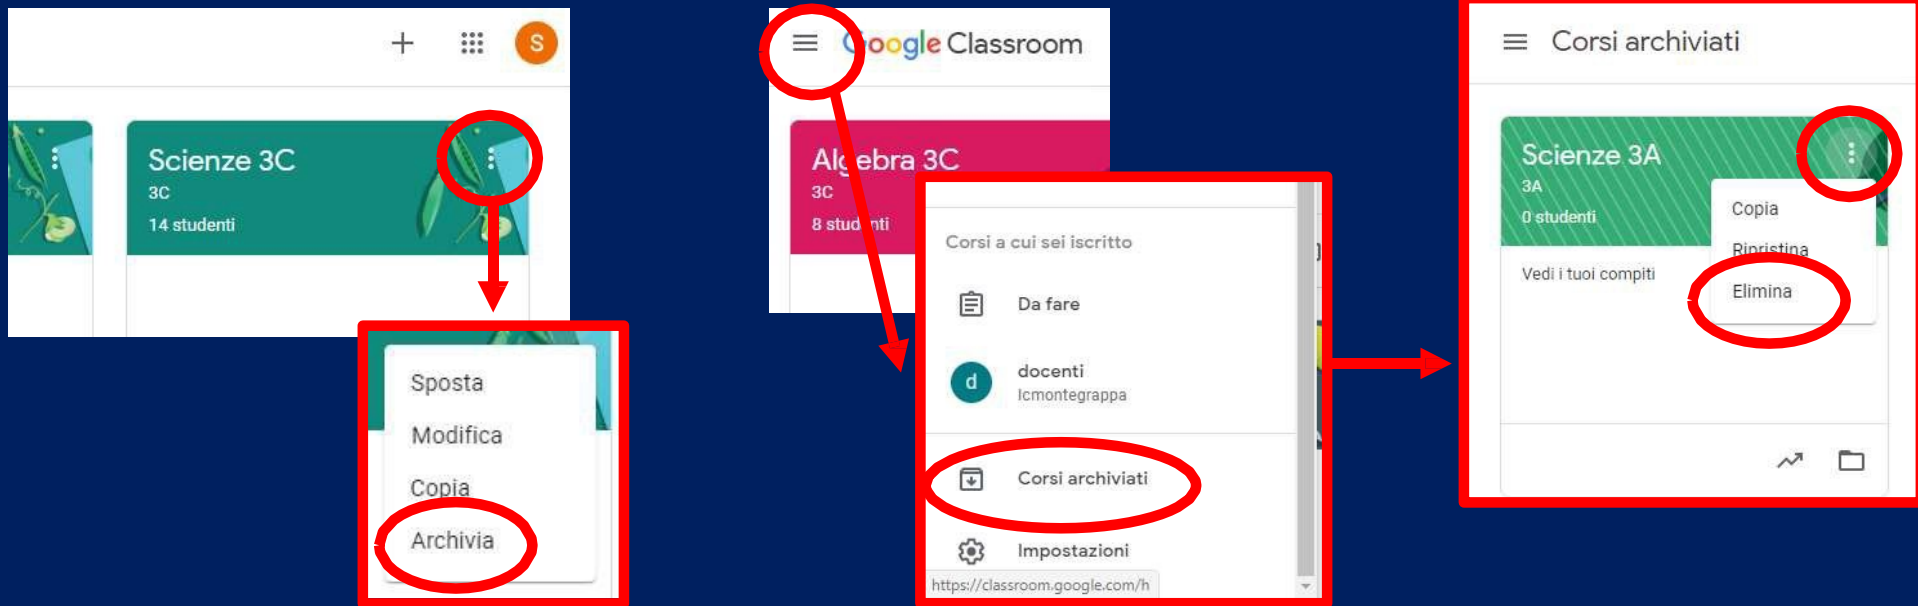 S
Scienze 3C
3C
14 studenti
Sposta
Modifica
Copia
Archivia
Google Classroom
Algebra 3C
3C
8 studenti
Corsi a cui sei iscritto
Da fare
d
docenti
Icmontegrappa
Corsi archiviati
Impostazioni
https://classroom.google.com/h
Corsi archiviati
Scienze 3A
3A
0 studenti
Copia
Ripristina
Vedi i tuoi compiti
Elimina